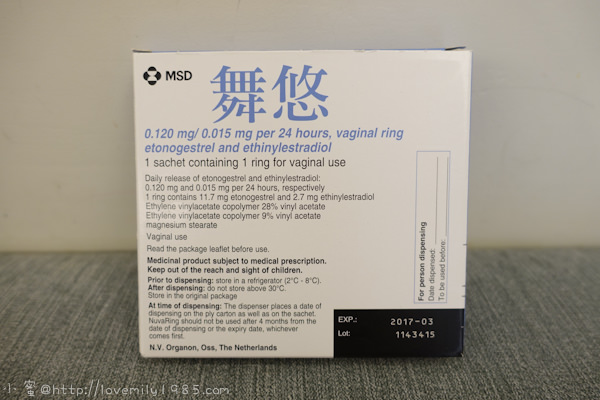 MSD
舞悠
0.120 mg/ 0.015 mg per 24 hours, vaginal ring
etonogestrel and ethinylestradiol
1 sachet containing 1 ring for vaginal use
Daily release of etonogestrel and ethinylestradiol:
0.120 mg and 0.015 mg per 24 hours, respectively
1 ring contains 11.7 mg etonogestrel and 2.7 mg ethinylestradiol
Ethylene vinylacetate copolymer 28% vinyl acetate
Ethylene vinylacetate copolymer 9% vinyl acetate
magnesium stearate
Vaginal use
Read the package leaflet before use.
Medicinal product subject to medical prescription.
Keep out of the reach and sight of children.
Prior to dispensing: store in a refrigerator (2°C - 8°C).
After dispensing: do not store above 30°C.
Store in the original package
At time of dispensing: The dispenser places a date of
dispensing on the ply carton as well as on the sachet.
NuvaRing should not be used after 4 months from the
date of dispensing or the expiry date, whichever
comes first.
N.V. Organon, Oss, The Netherlands
For person dispensing
Date dispensed:
To be used before:
EXP.: 2017-03
Lot: 1143415
小蜜@http://lovemily1985.com